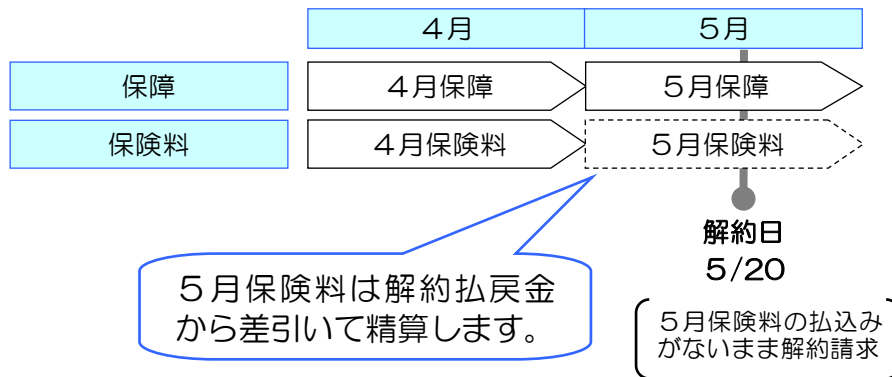 ４月
５月
保障
４月保障
５月保障
保険料
４月保険料
５月保険料
解約日
5/20
５月保険料は解約払戻金
から差引いて精算します。
５月保険料の払込み
がないまま解約請求